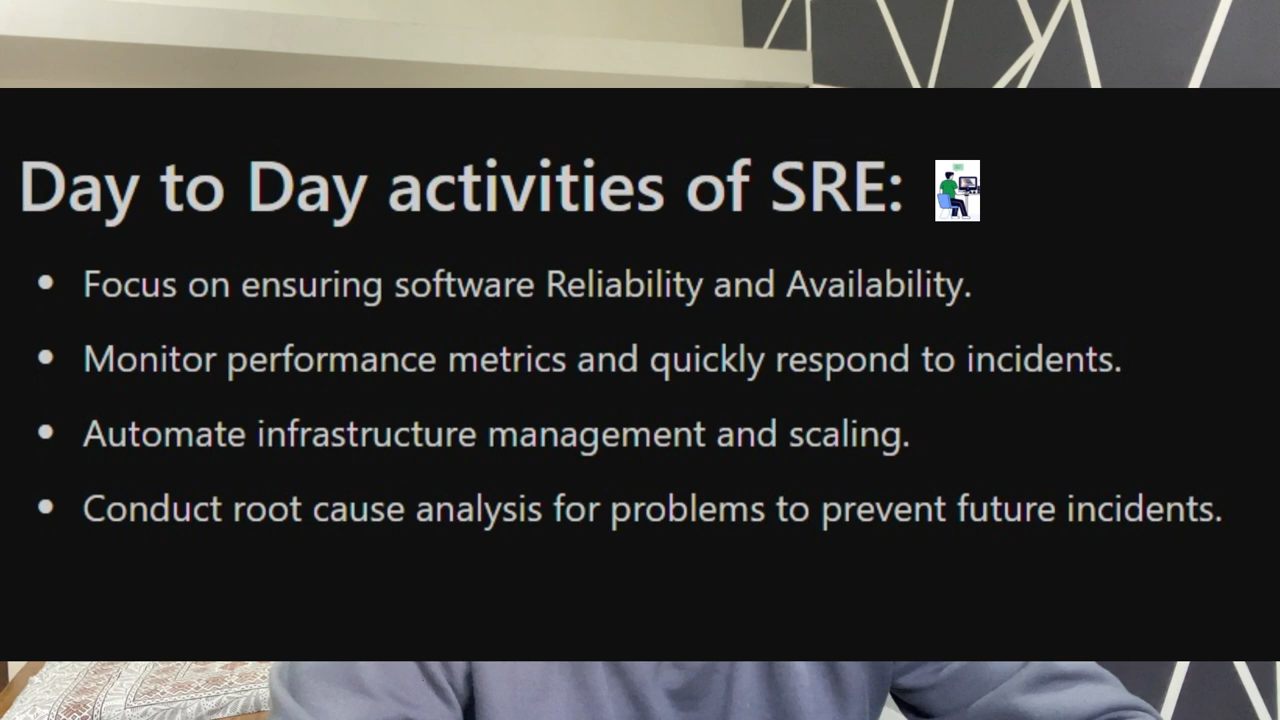 Day to Day activities of SRE:
• Focus on ensuring software Reliability and Availability.
• Monitor performance metrics and quickly respond to incidents.
• Automate infrastructure management and scaling.
• Conduct root cause analysis for problems to prevent future incidents.